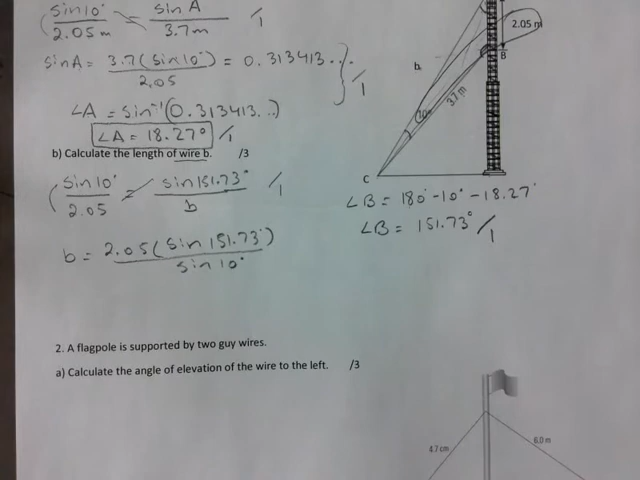 sin10° / 2.05m = sin A / 3.7m /1
2.05 m
sinA = 3.7(sin10°) / 2.05 = 0.313413... /1
b.
B
∠A = sin⁻¹(0.313413...)
10°
3.7 m
∠A = 18.27° /1
b) Calculate the length of wire b. /3
C
sin10° / 2.05 = sin151.73° / b /1
∠B = 180° - 10° - 18.27°
∠B = 151.73° /1
b = 2.05(sin 151.73°) / sin10°
2. A flagpole is supported by two guy wires.
a) Calculate the angle of elevation of the wire to the left. /3
4.7 cm
6.0 m